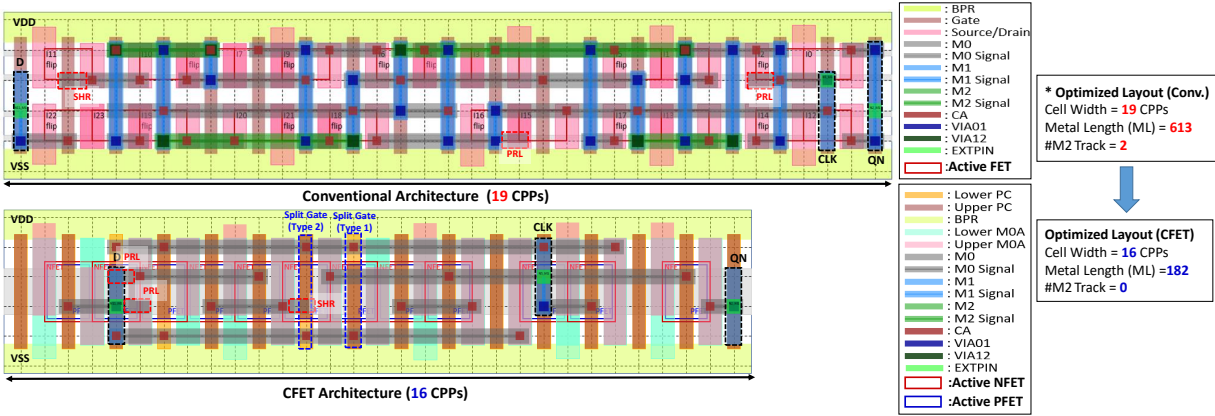 VDD
D
I11
flip
flip
flip
I7
I9
flip
flip
flip
flip
flip
I2
flip
I0
SHR
PRL
I22
I23
I20
I21
I18
I16
I15
I14
I12
PRL
VSS
CLK
QN
Conventional Architecture (19 CPPs)
VDD
Split Gate
(Type 2)
Split Gate
(Type 1)
CLK
D
PRL
QN
PRL
SHR
NFE
PF
VSS
CFET Architecture (16 CPPs)
: BPR
: Gate
: Source/Drain
: M0
: M0 Signal
: M1
: M1 Signal
: M2
: M2 Signal
: CA
: VIA01
: VIA12
: EXTPIN
:Active FET
: Lower PC
: Upper PC
: BPR
: Lower M0A
: Upper M0A
: M0
: M0 Signal
: M1
: M1 Signal
: M2
: M2 Signal
: CA
: VIA01
: VIA12
: EXTPIN
:Active NFET
:Active PFET
* Optimized Layout (Conv.)
Cell Width = 19 CPPs
Metal Length (ML) = 613
#M2 Track = 2
Optimized Layout (CFET)
Cell Width = 16 CPPs
Metal Length (ML) =182
#M2 Track = 0